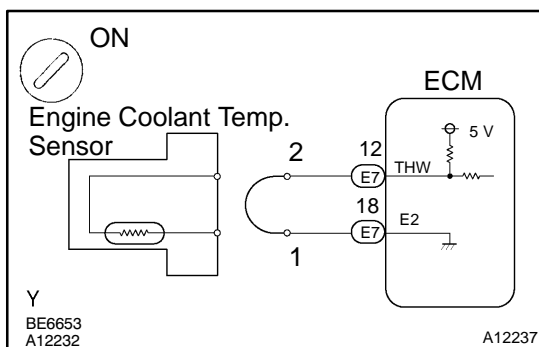 ON
ECM
Engine Coolant Temp.
Sensor
5 V
2
12
THW
E7
18
E2
E7
1
Y
BE6653
A12232
A12237